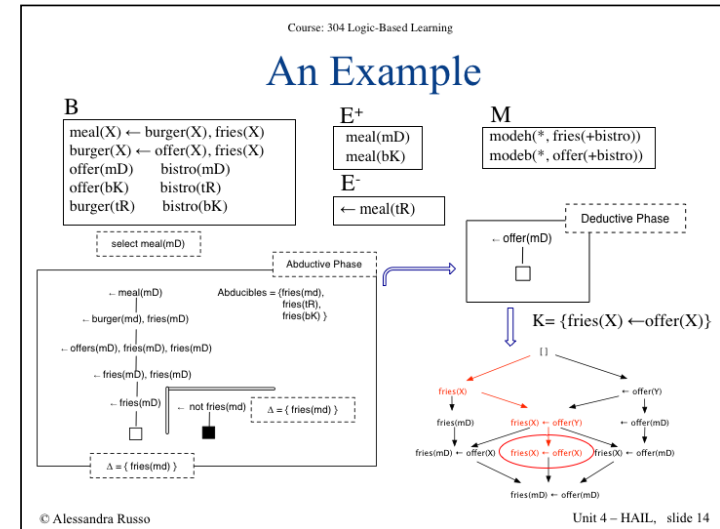 Course: 304 Logic-Based Learning
An Example
B
meal(X) ← burger(X), fries(X)
burger(X) ← offer(X), fries(X)
offer(mD) bistro(mD)
offer(bK) bistro(tR)
burger(tR) bistro(bK)
E+
meal(mD)
meal(bK)
E-
← meal(tR)
M
modeh(*, fries(+bistro))
modeb(*, offer(+bistro))
select meal(mD)
Abductive Phase
← meal(mD)
← burger(md), fries(mD)
← offers(mD), fries(mD), fries(mD)
← fries(mD), fries(mD)
← fries(mD)
Abducibles = {fries(md),
fries(tR),
fries(bK) }
← not fries(md)
Δ = { fries(md) }
Δ = { fries(md) }
Deductive Phase
← offer(mD)
K= {fries(X) ←offer(X)}
[ ]
fries(X) ← offer(Y)
fries(mD) fries(X) ← offer(Y) ← offer(mD)
fries(mD) ← offer(X) fries(X) ← offer(X) fries(X) ← offer(mD)
fries(mD) ← offer(mD)
© Alessandra Russo
Unit 4 – HAIL, slide 14